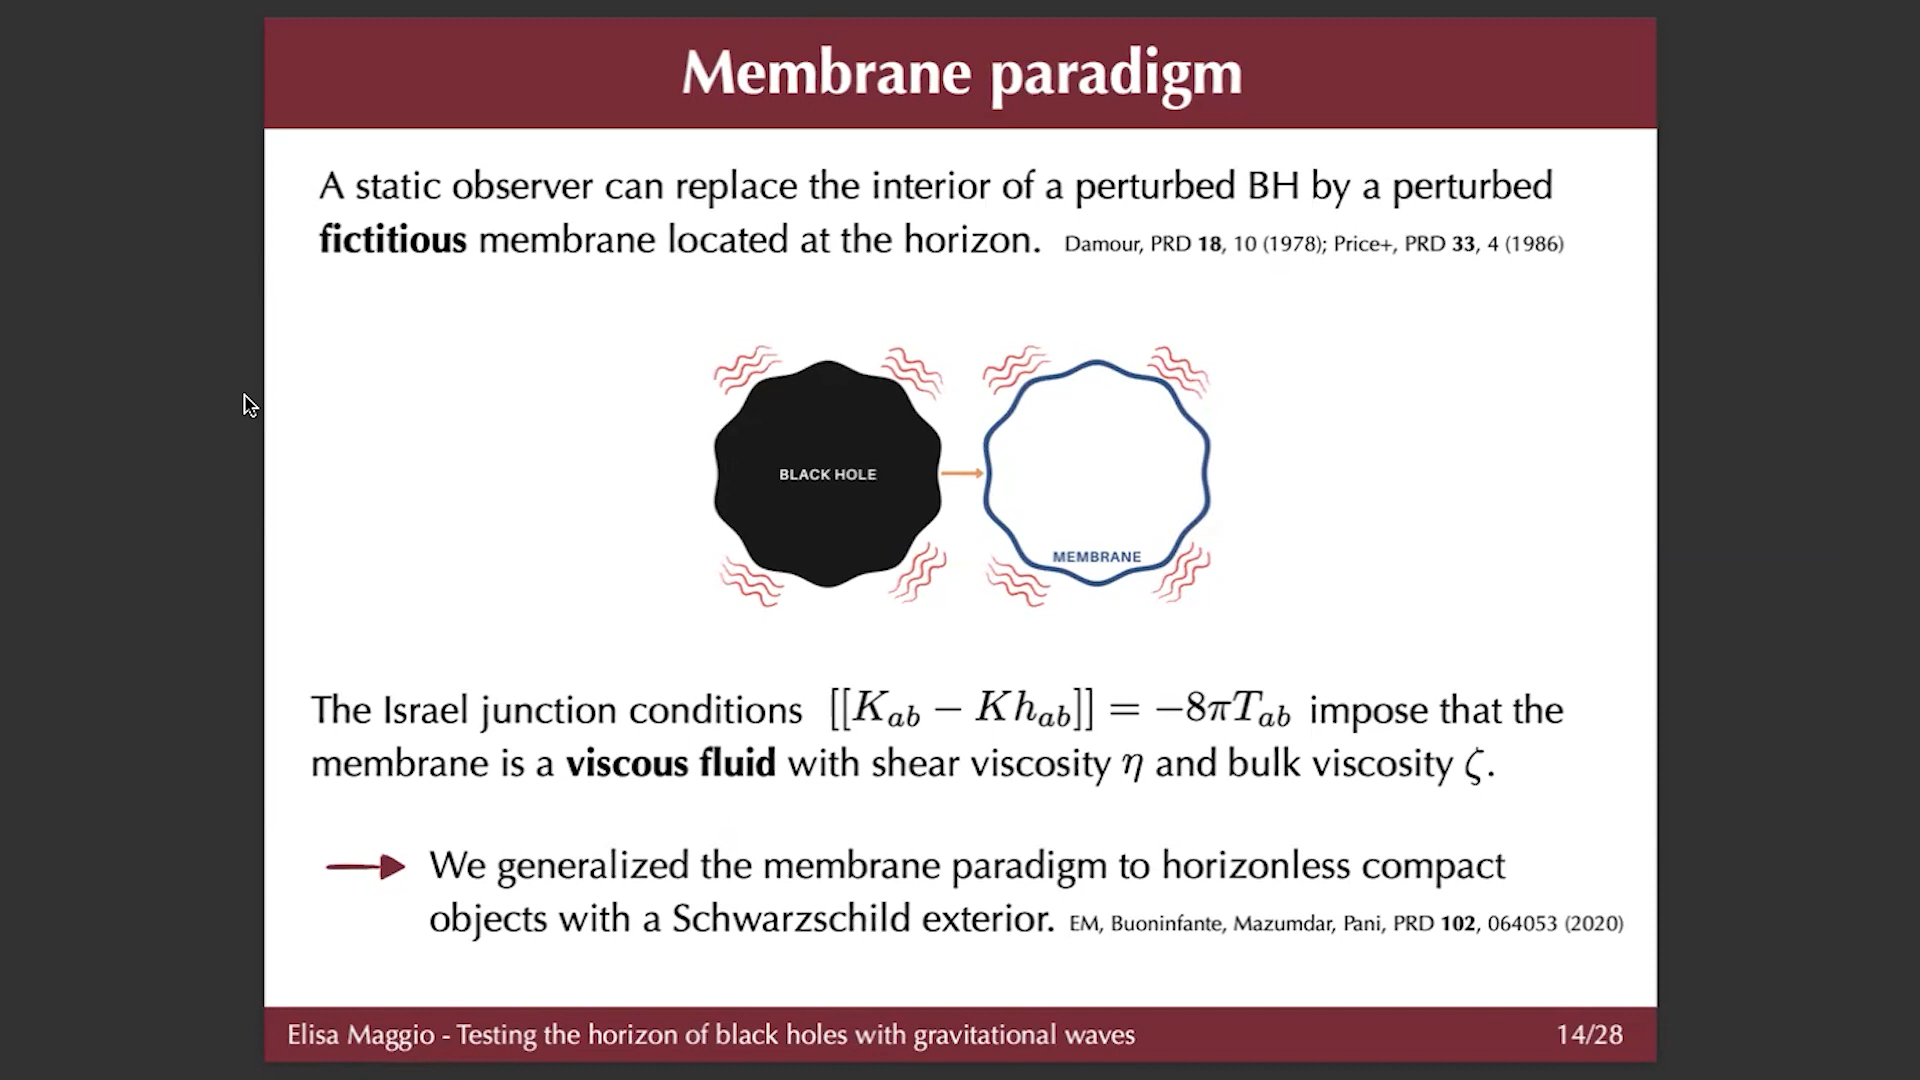 Membrane paradigm
A static observer can replace the interior of a perturbed BH by a perturbed
fictitious membrane located at the horizon. Damour, PRD 18, 10 (1978); Price+, PRD 33, 4 (1986)
BLACK HOLE
MEMBRANE
The Israel junction conditions [[K_{ab} − Kh_{ab}]] = −8πT_{ab} impose that the
membrane is a viscous fluid with shear viscosity η and bulk viscosity ζ.
We generalized the membrane paradigm to horizonless compact
objects with a Schwarzschild exterior. EM, Buoninfante, Mazumdar, Pani, PRD 102, 064053 (2020)
Elisa Maggio - Testing the horizon of black holes with gravitational waves 14/28